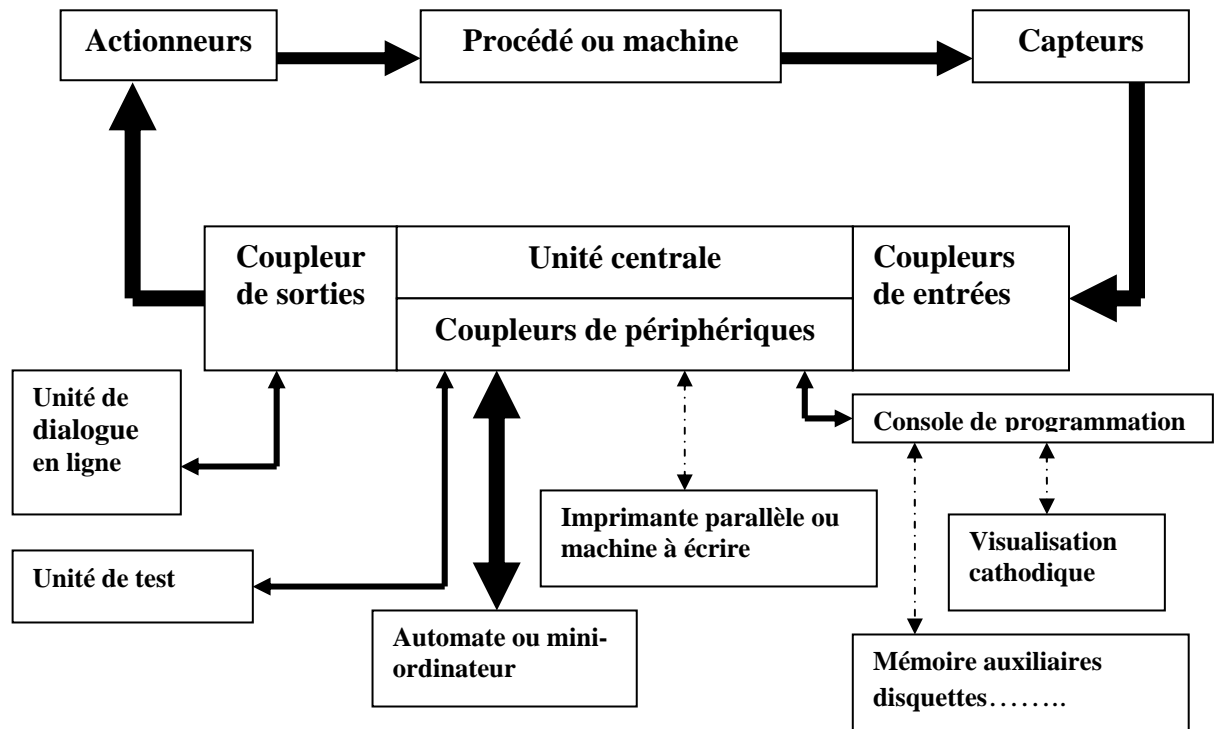 Actionneurs
Procédé ou machine
Capteurs
Coupleur
de sorties
Unité centrale
Coupleurs de périphériques
Coupleurs
de entrées
Unité de
dialogue
en ligne
Console de programmation
Imprimante parallèle ou
machine à écrire
Visualisation
cathodique
Unité de test
Automate ou mini-
ordinateur
Mémoire auxiliaires
disquettes……..